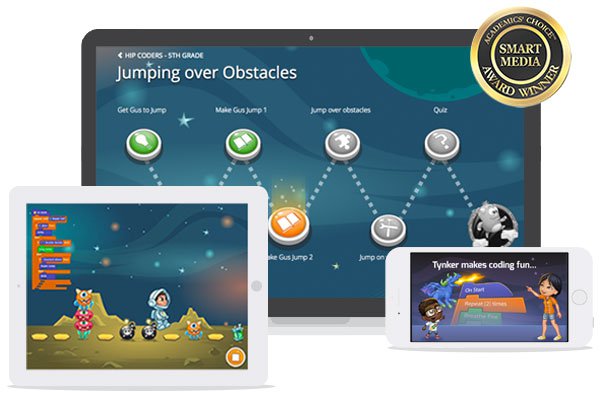 ACADEMICS' CHOICE™
SMART
MEDIA
AWARD WINNER
HIP CODERS - 5TH GRADE
Jumping over Obstacles
Get Gus to Jump
Make Gus Jump 1
Jump over obstacles
Quiz
ke Gus Jump 2
Jump on
Tynker makes coding fun...
On Start
Repeat (2) times
Breathe Fire